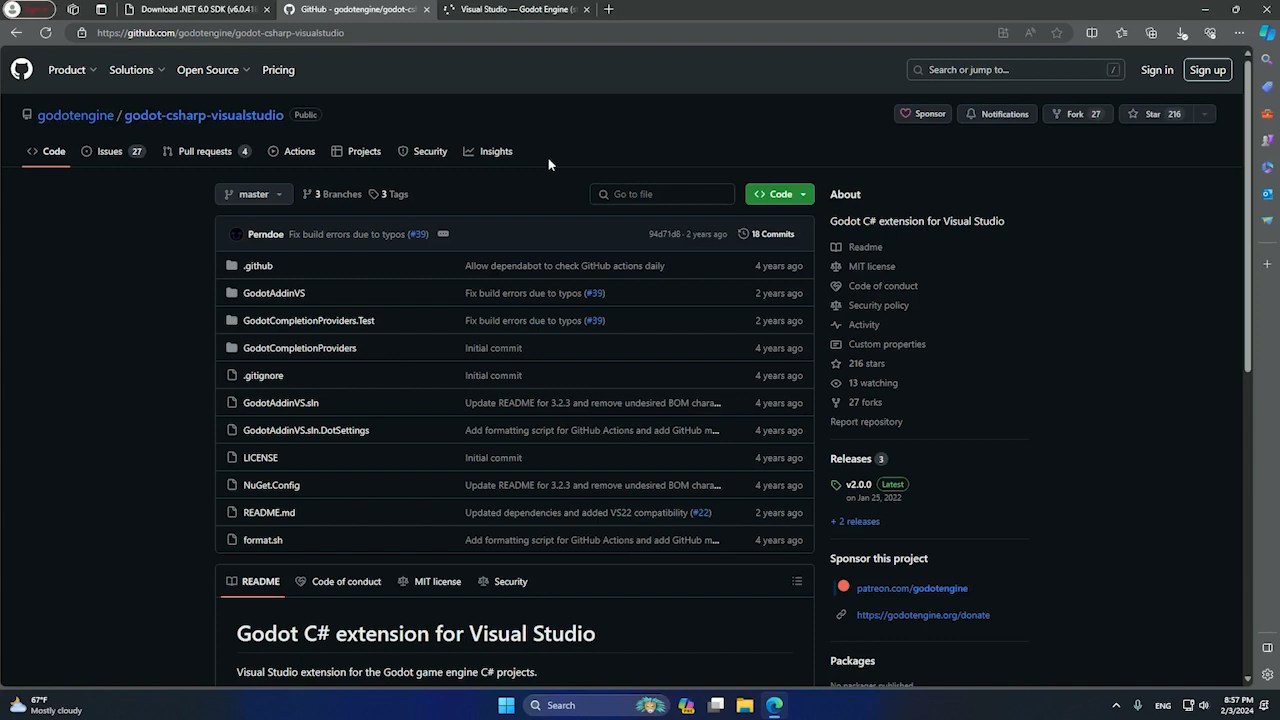 Download .NET 6.0 SDK (v6.0.418
GitHub - godotengine/godot-cs
Visual Studio — Godot Engine (s
https://github.com/godotengine/godot-csharp-visualstudio
Product
Solutions
Open Source
Pricing
Search or jump to...
/
Sign in
Sign up
godotengine / godot-csharp-visualstudio
Public
Sponsor
Notifications
Fork 27
Star 216
Code
Issues 27
Pull requests 4
Actions
Projects
Security
Insights
master
3 Branches
3 Tags
Go to file
Code
Perndoe Fix build errors due to typos (#39)
94d71d8 · 2 years ago
18 Commits
.github Allow dependabot to check GitHub actions daily 4 years ago
GodotAddinVS Fix build errors due to typos (#39) 2 years ago
GodotCompletionProviders.Test Fix build errors due to typos (#39) 2 years ago
GodotCompletionProviders Initial commit 4 years ago
.gitignore Initial commit 4 years ago
GodotAddinVS.sln Update README for 3.2.3 and remove undesired BOM chara... 4 years ago
GodotAddinVS.sln.DotSettings Add formatting script for GitHub Actions and add GitHub m... 4 years ago
LICENSE Initial commit 4 years ago
NuGet.Config Update README for 3.2.3 and remove undesired BOM chara... 4 years ago
README.md Updated dependencies and added VS22 compatibility (#22) 2 years ago
format.sh Add formatting script for GitHub Actions and add GitHub m... 4 years ago
README
Code of conduct
MIT license
Security
Godot C# extension for Visual Studio
Visual Studio extension for the Godot game engine C# projects.
About
Godot C# extension for Visual Studio
Readme
MIT license
Code of conduct
Security policy
Activity
Custom properties
216 stars
13 watching
27 forks
Report repository
Releases 3
v2.0.0 Latest
on Jan 25, 2022
+ 2 releases
Sponsor this project
patreon.com/godotengine
https://godotengine.org/donate
Packages
No packages published
67°F
Mostly cloudy
Search
ENG
8:57 PM
2/3/2024